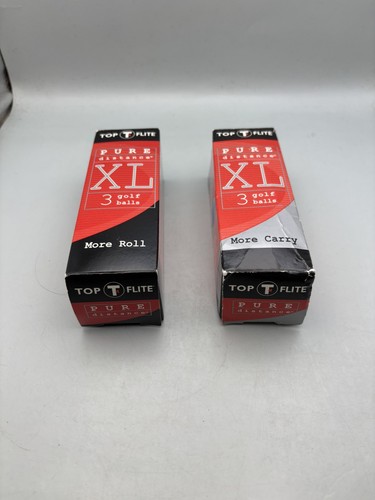 TOP T FLITE
PURE
distance
XL
3 golf balls
More Roll
TOP T FLITE
PURE
distance
TOP T FLITE
PURE
distance
XL
3 golf balls
More Carry
TOP T FLITE
PURE
distance